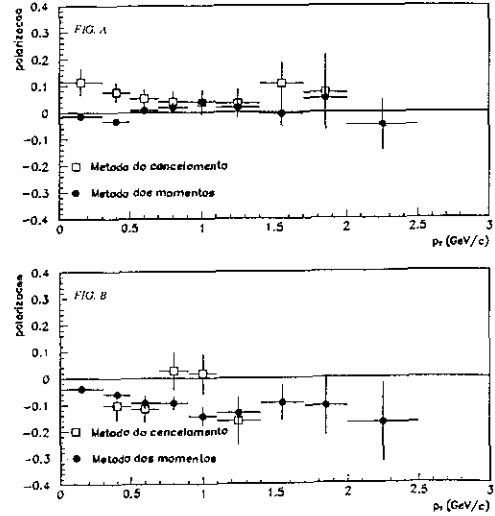 polarizacao
FIG. A
0.4
0.3
0.2
0.1
0
-0.1
-0.2
-0.3
-0.4
Metodo do cancelamento
Metodo dos momentos
0 0.5 1 1.5 2 2.5 3
pT (GeV/c)
polarizacao
FIG. B
0.4
0.3
0.2
0.1
0
-0.1
-0.2
-0.3
-0.4
Metodo do cancelamento
Metodo dos momentos
0 0.5 1 1.5 2 2.5 3
pT (GeV/c)